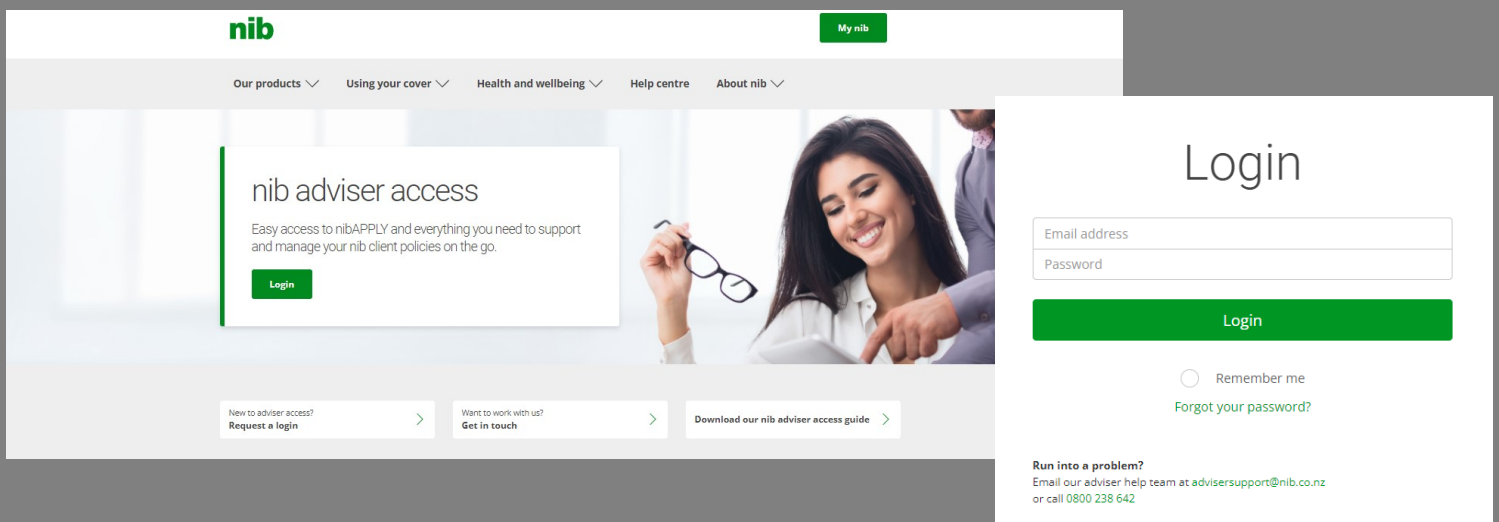 nib
My nib
Our products
Using your cover
Health and wellbeing
Help centre
About nib
nib adviser access
Easy access to nibAPPLY and everything you need to support
and manage your nib client policies on the go.
Login
New to adviser access?
Request a login
Want to work with us?
Get in touch
Download our nib adviser access guide
Login
Email address
Password
Login
Remember me
Forgot your password?
Run into a problem?
Email our adviser help team at advisersupport@nib.co.nz
or call 0800 238 642